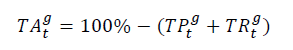 $TA_t^g = 100\% - (TP_t^g + TR_t^g)$